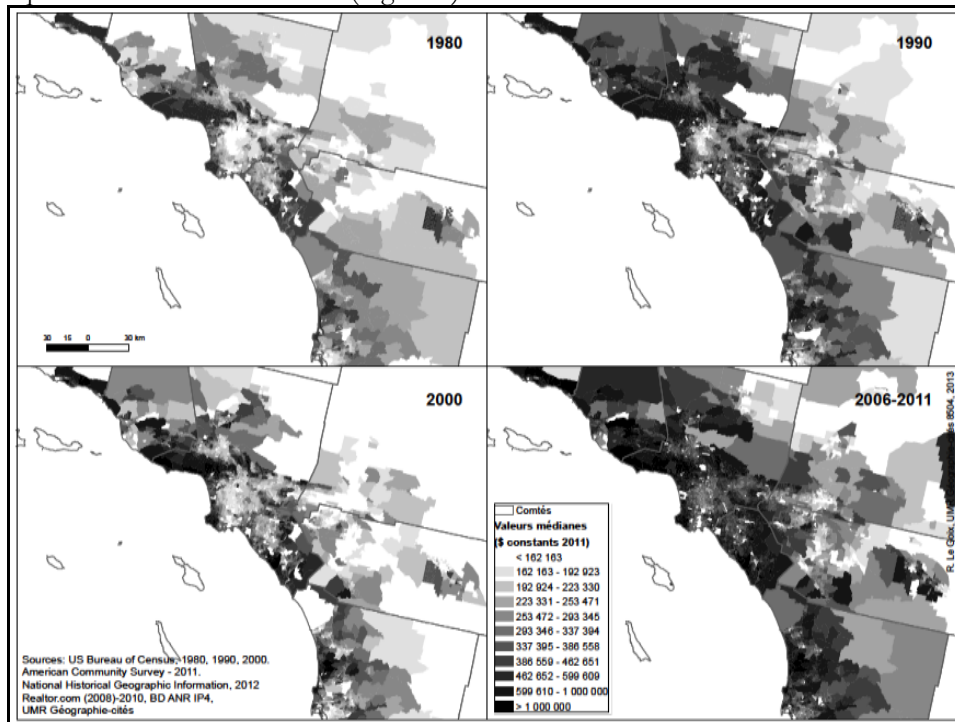 1980
1990
30 15 0 30 km
2000
2006-2011
Comtés
Valeurs médianes
($ constants 2011)
< 162 163
162 163 - 192 923
192 924 - 223 330
223 331 - 253 471
253 472 - 293 345
293 346 - 337 394
337 395 - 386 558
386 559 - 462 651
462 652 - 599 609
599 610 - 1 000 000
> 1 000 000
Sources: US Bureau of Census, 1980, 1990, 2000.
American Community Survey - 2011.
National Historical Geographic Information, 2012
Realtor.com (2008)-2010, BD ANR IP4,
UMR Géographie-cités
R. Le Goix, UMR 8504, 2013